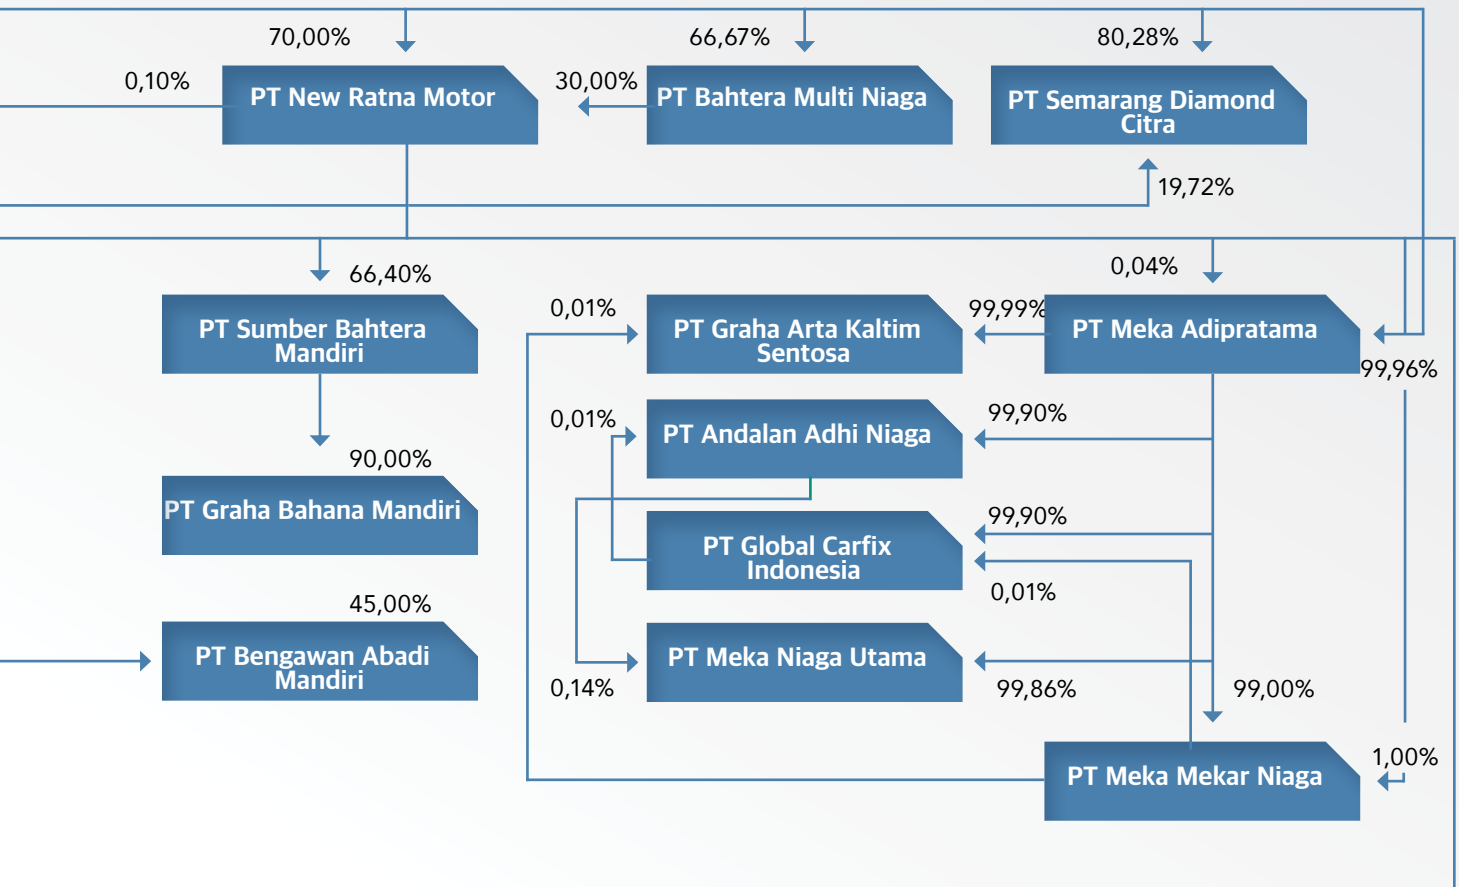 70,00%
66,67%
80,28%
0,10%
PT New Ratna Motor
30,00%
PT Bahtera Multi Niaga
PT Semarang Diamond
Citra
19,72%
66,40%
0,04%
PT Sumber Bahtera
Mandiri
0,01%
PT Graha Arta Kaltim
Sentosa
99,99%
PT Meka Adipratama
99,96%
0,01%
PT Andalan Adhi Niaga
99,90%
90,00%
PT Graha Bahana Mandiri
PT Global Carfix
Indonesia
99,90%
0,01%
45,00%
PT Bengawan Abadi
Mandiri
PT Meka Niaga Utama
0,14%
99,86%
99,00%
PT Meka Mekar Niaga
1,00%